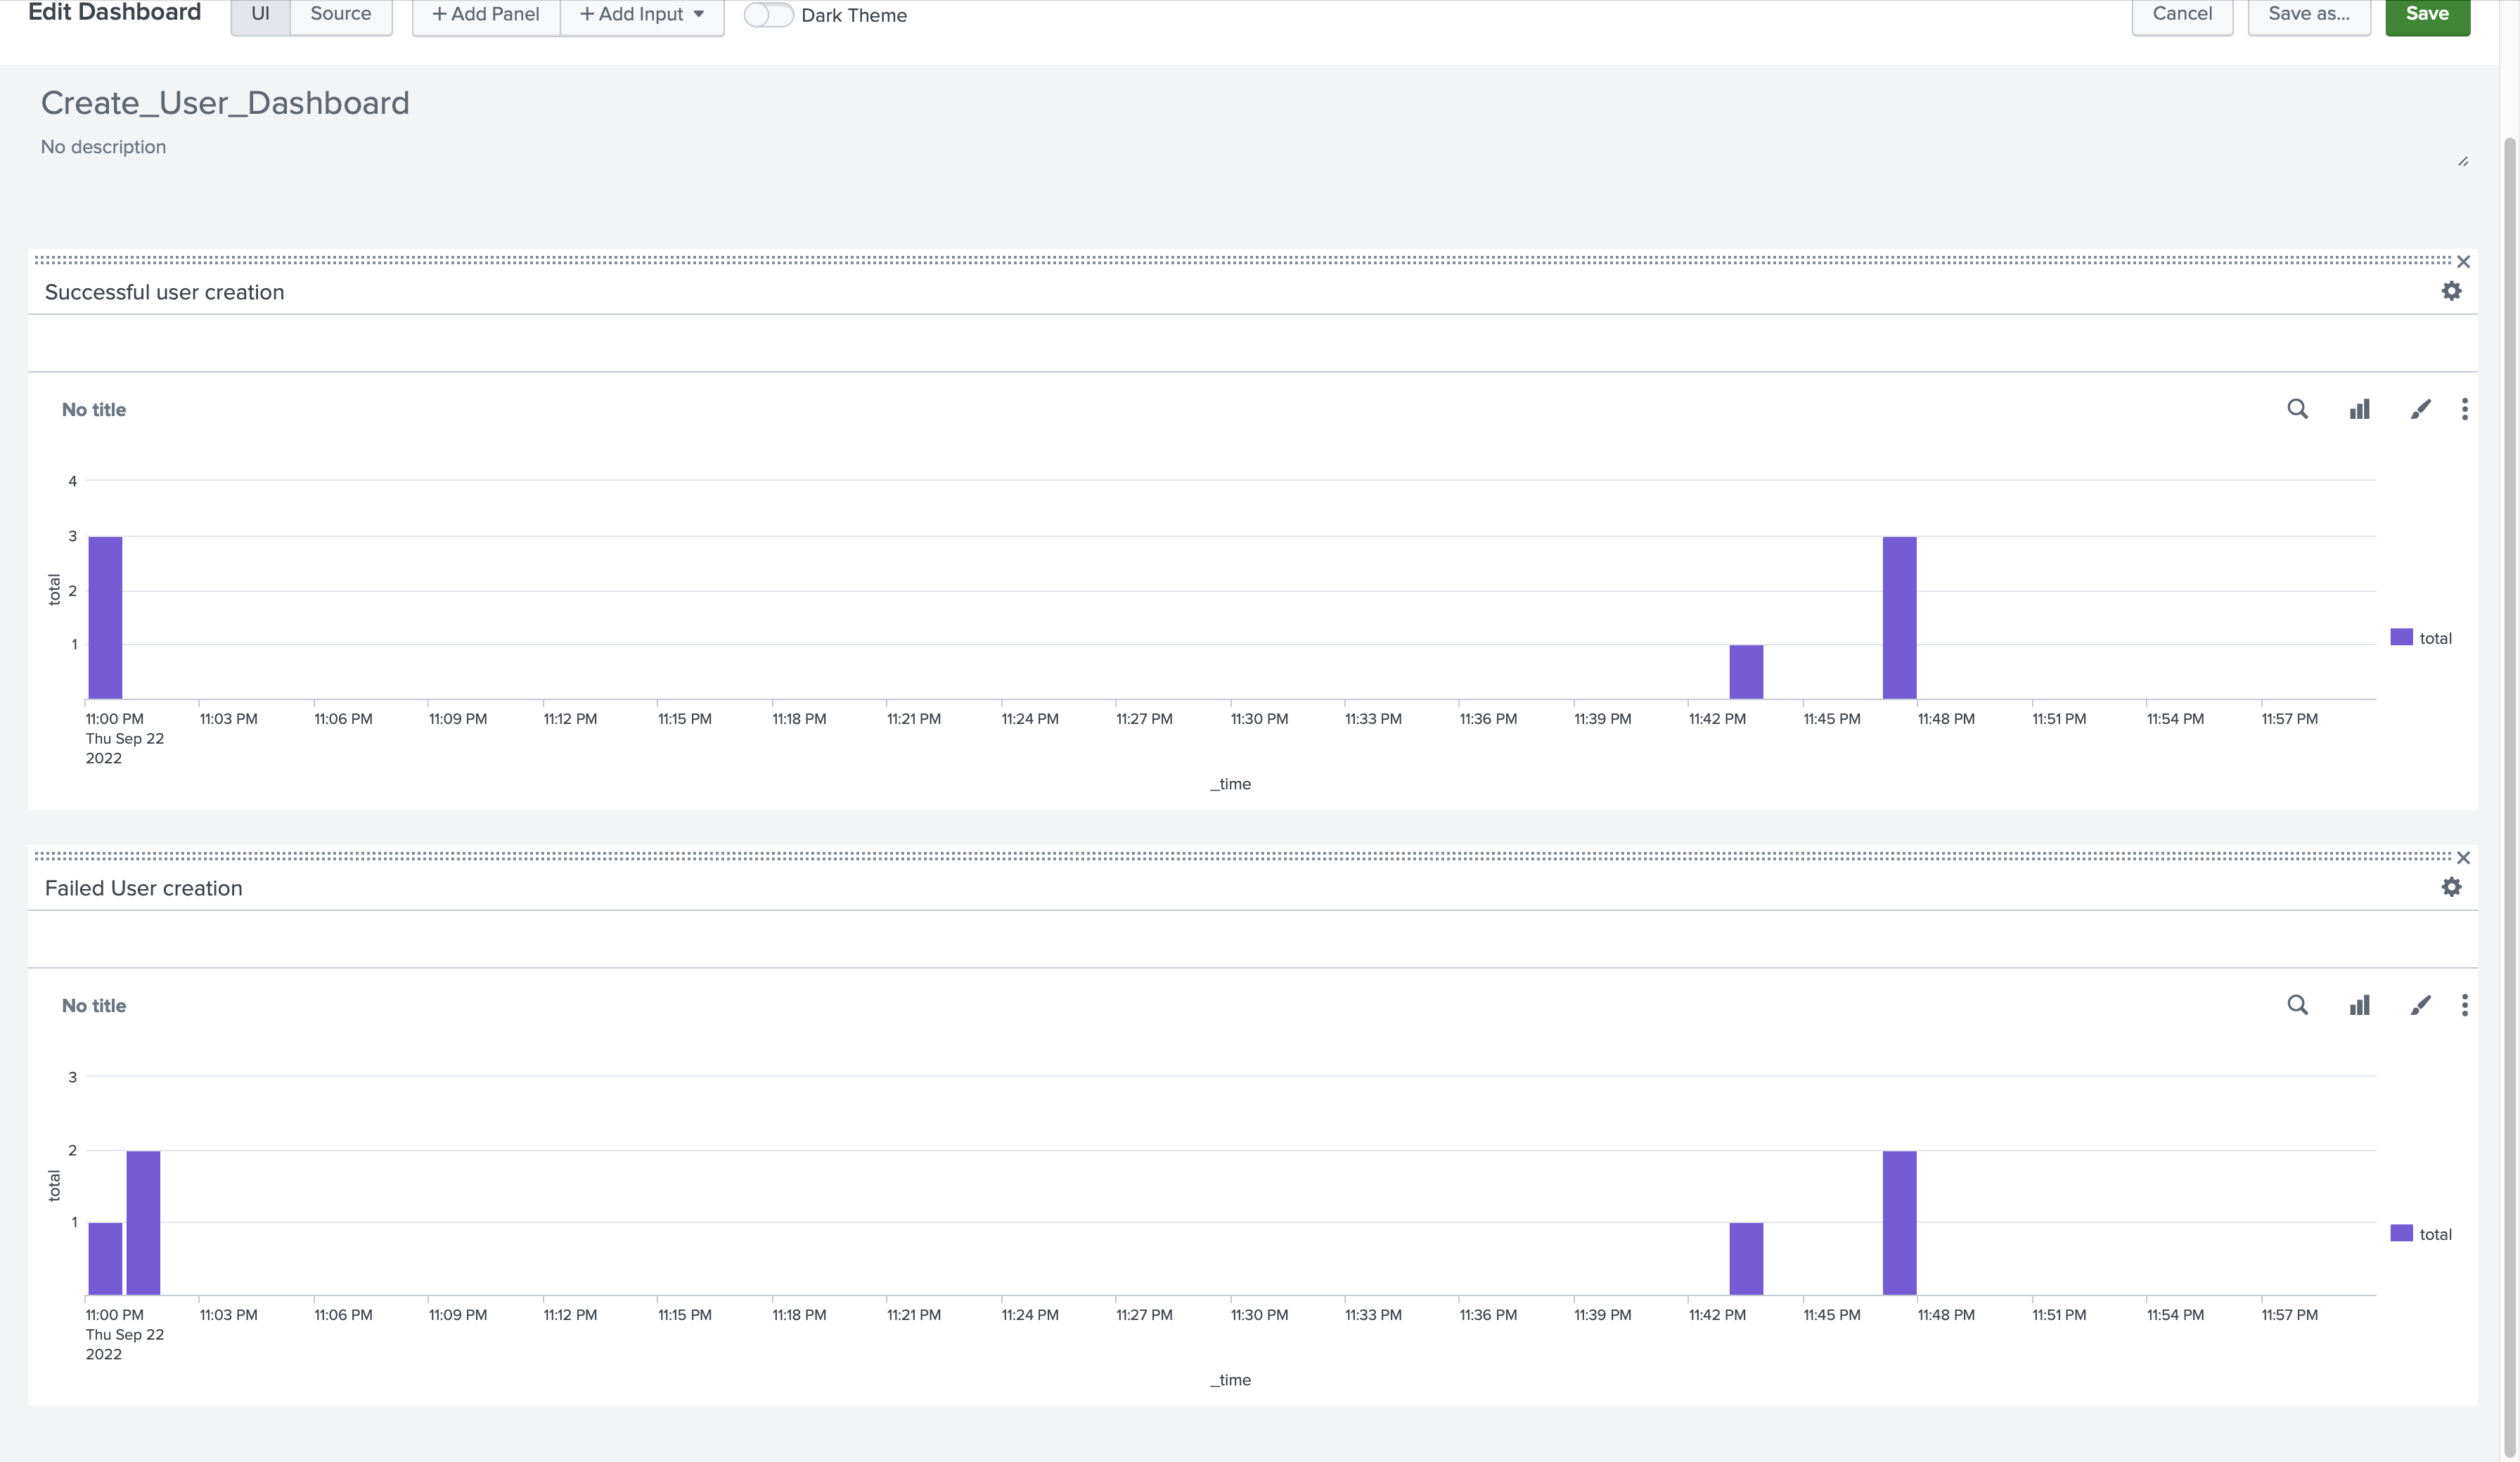 Edit Dashboard UI Source + Add Panel + Add Input Dark Theme Cancel Save as... Save
Create_User_Dashboard
No description
Successful user creation
No title
4
3
2
1
total
total
11:00 PM 11:03 PM 11:06 PM 11:09 PM 11:12 PM 11:15 PM 11:18 PM 11:21 PM 11:24 PM 11:27 PM 11:30 PM 11:33 PM 11:36 PM 11:39 PM 11:42 PM 11:45 PM 11:48 PM 11:51 PM 11:54 PM 11:57 PM
Thu Sep 22
2022
_time
Failed User creation
No title
3
2
1
total
total
11:00 PM 11:03 PM 11:06 PM 11:09 PM 11:12 PM 11:15 PM 11:18 PM 11:21 PM 11:24 PM 11:27 PM 11:30 PM 11:33 PM 11:36 PM 11:39 PM 11:42 PM 11:45 PM 11:48 PM 11:51 PM 11:54 PM 11:57 PM
Thu Sep 22
2022
_time